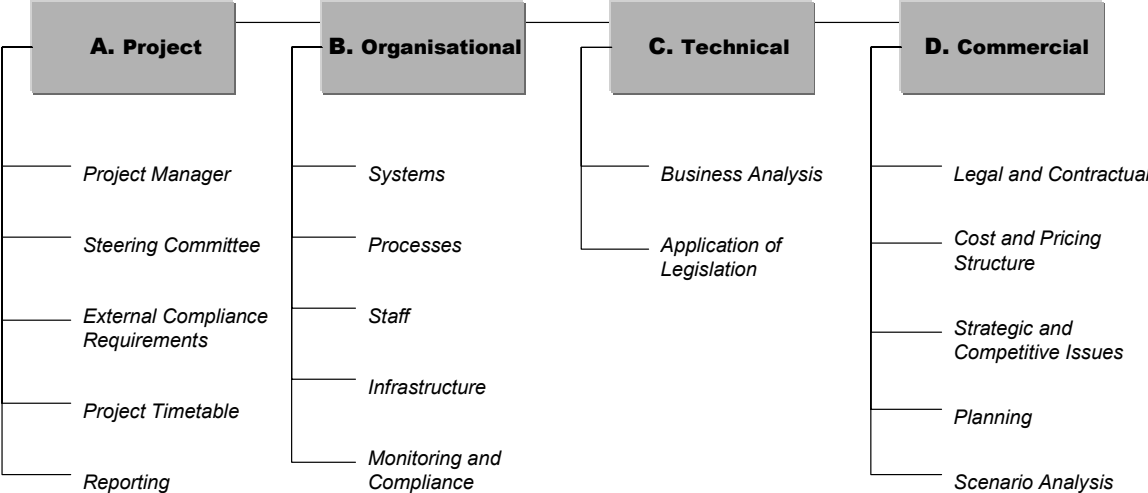 A. Project
Project Manager
Steering Committee
External Compliance
Requirements
Project Timetable
Reporting
B. Organisational
Systems
Processes
Staff
Infrastructure
Monitoring and
Compliance
C. Technical
Business Analysis
Application of
Legislation
D. Commercial
Legal and Contractual
Cost and Pricing
Structure
Strategic and
Competitive Issues
Planning
Scenario Analysis